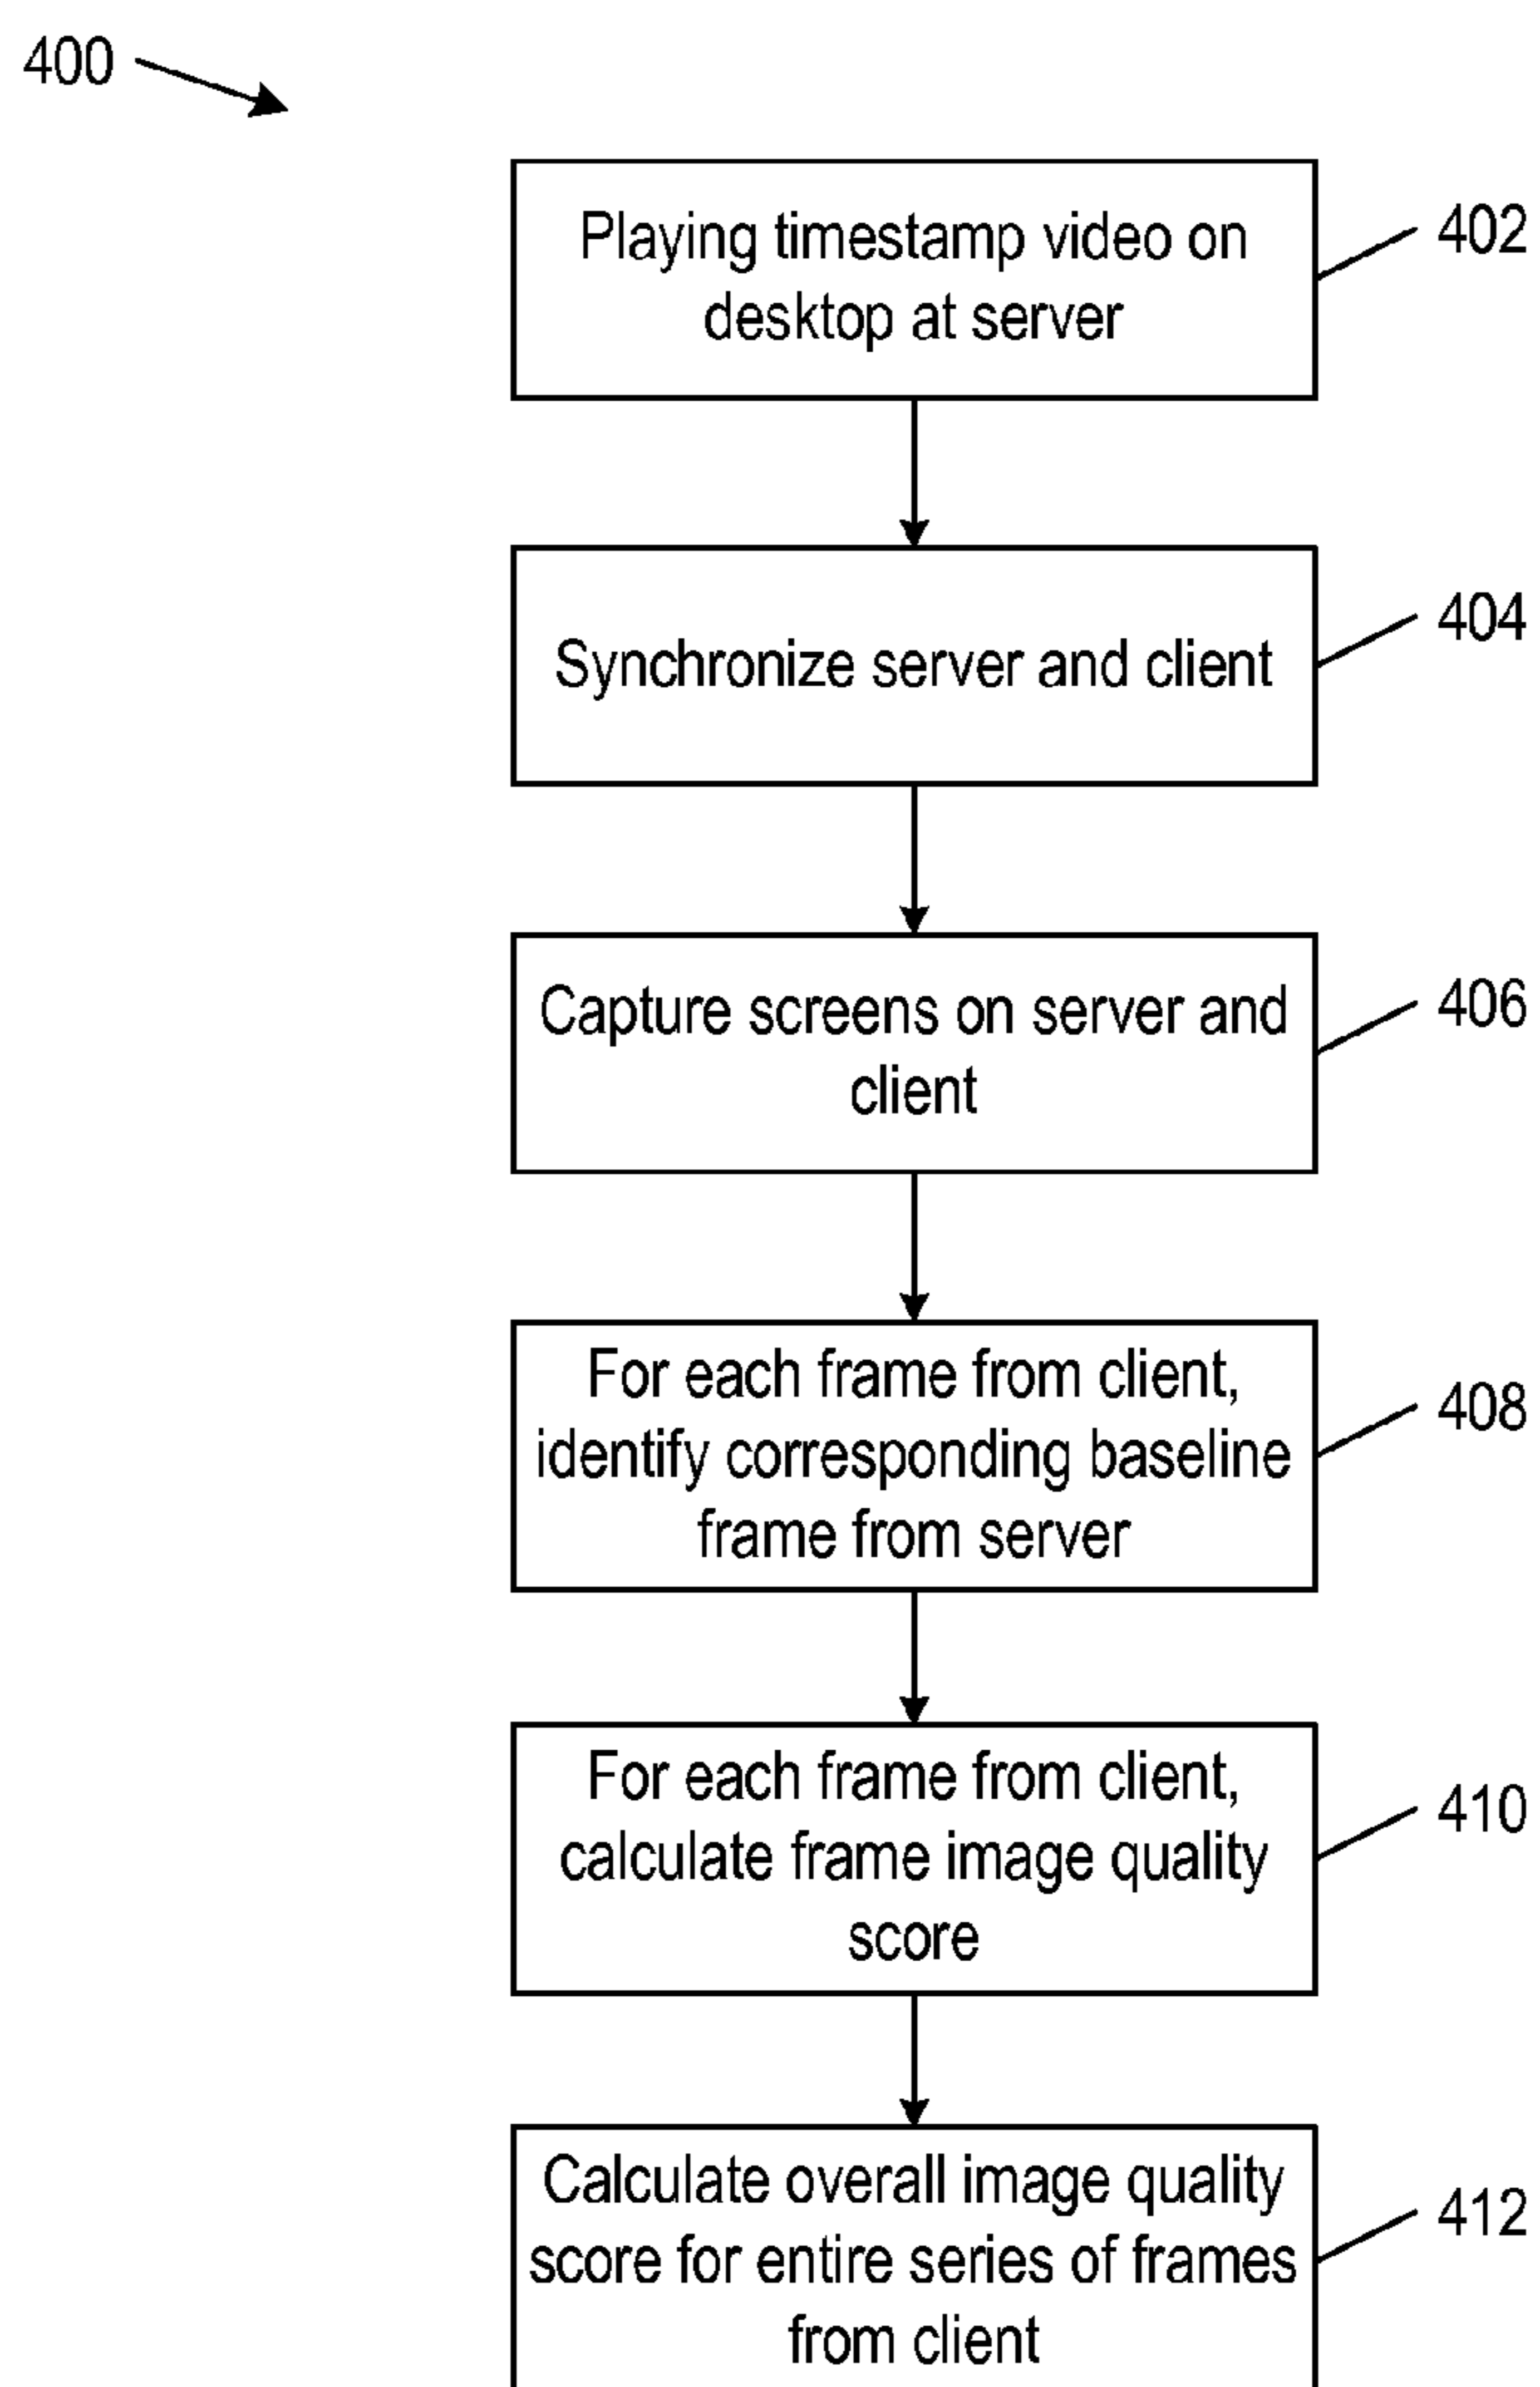 400
Playing timestamp video on
desktop at server
402
Synchronize server and client
404
Capture screens on server and
client
406
For each frame from client,
identify corresponding baseline
frame from server
408
For each frame from client,
calculate frame image quality
score
410
Calculate overall image quality
score for entire series of frames
from client
412